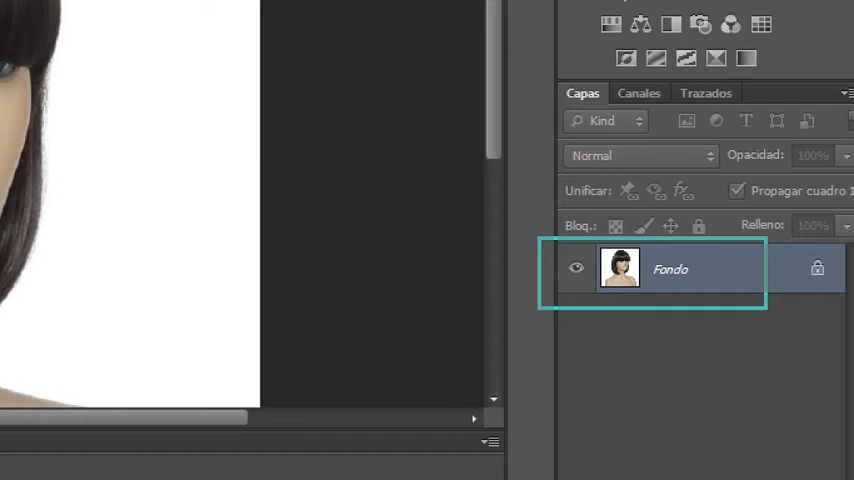 Capas Canales Trazados
Kind
Normal Opacidad: 100%
Unificar: Propagar cuadro 1
Bloq.: Relleno: 100%
Fondo